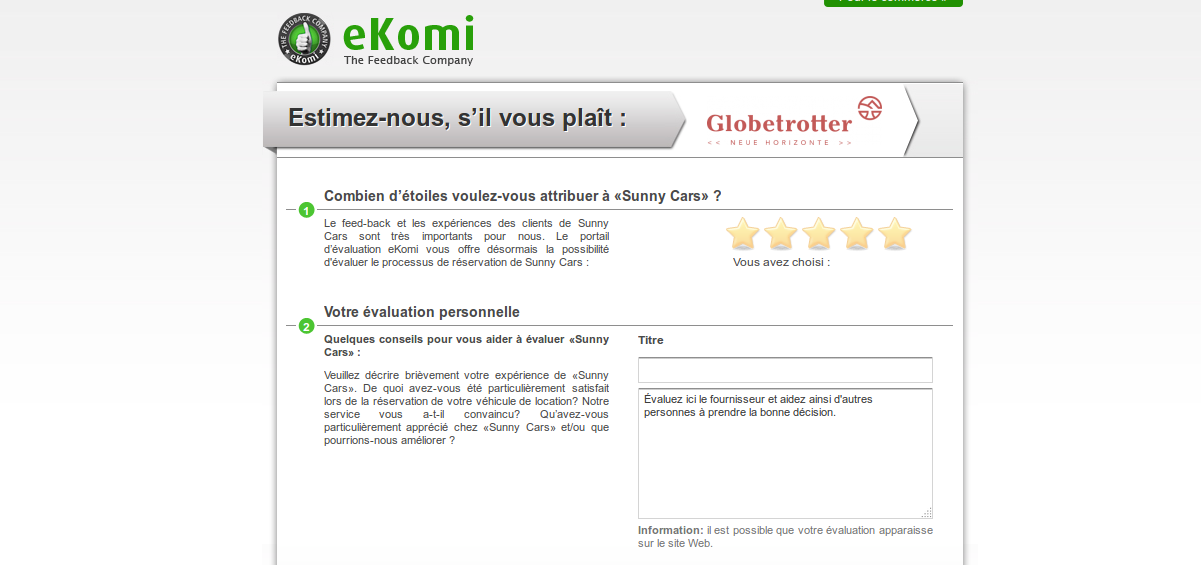 Pour le commerce »
THE FEEDBACK COMPANY
eKomi
eKomi
The Feedback Company
Estimez-nous, s’il vous plaît :
Globetrotter
<< NEUE HORIZONTE >>
Combien d’étoiles voulez-vous attribuer à «Sunny Cars» ?
1
Le feed-back et les expériences des clients de Sunny
Cars sont très importants pour nous. Le portail
d’évaluation eKomi vous offre désormais la possibilité
d'évaluer le processus de réservation de Sunny Cars :
Vous avez choisi :
Votre évaluation personnelle
2
Quelques conseils pour vous aider à évaluer «Sunny
Cars» :
Veuillez décrire brièvement votre expérience de «Sunny
Cars». De quoi avez-vous été particulièrement satisfait
lors de la réservation de votre véhicule de location? Notre
service vous a-t-il convaincu? Qu’avez-vous
particulièrement apprécié chez «Sunny Cars» et/ou que
pourrions-nous améliorer ?
Titre
Évaluez ici le fournisseur et aidez ainsi d'autres
personnes à prendre la bonne décision.
Information: il est possible que votre évaluation apparaisse
sur le site Web.